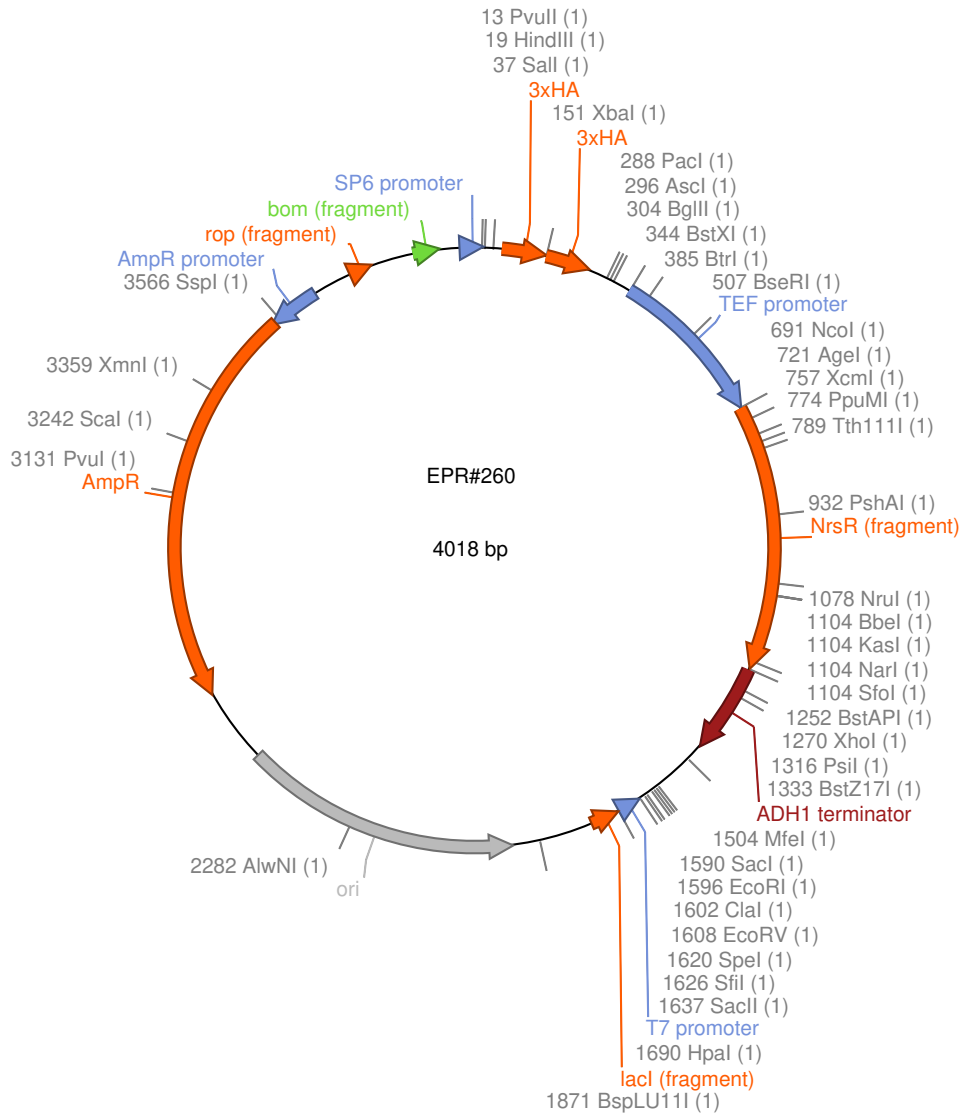 13 PvuII (1)
19 HindIII (1)
37 SalI (1)
3xHA
151 XbaI (1)
3xHA
288 PacI (1)
296 AscI (1)
304 BglII (1)
344 BstXI (1)
385 BtrI (1)
507 BseRI (1)
TEF promoter
691 NcoI (1)
721 AgeI (1)
757 XcmI (1)
774 PpuMI (1)
789 Tth111I (1)
932 PshAI (1)
NrsR (fragment)
1078 NruI (1)
1104 BbeI (1)
1104 KasI (1)
1104 NarI (1)
1104 SfoI (1)
1252 BstAPI (1)
1270 XhoI (1)
1316 PsiI (1)
1333 BstZ17I (1)
ADH1 terminator
1504 MfeI (1)
1590 SacI (1)
1596 EcoRI (1)
1602 ClaI (1)
1608 EcoRV (1)
1620 SpeI (1)
1626 SfiI (1)
1637 SacII (1)
T7 promoter
1690 HpaI (1)
lacI (fragment)
1871 BspLU11I (1)
2282 AlwNI (1)
ori
AmpR
3131 PvuI (1)
3242 ScaI (1)
3359 XmnI (1)
3566 SspI (1)
AmpR promoter
rop (fragment)
bom (fragment)
SP6 promoter
EPR#260
4018 bp